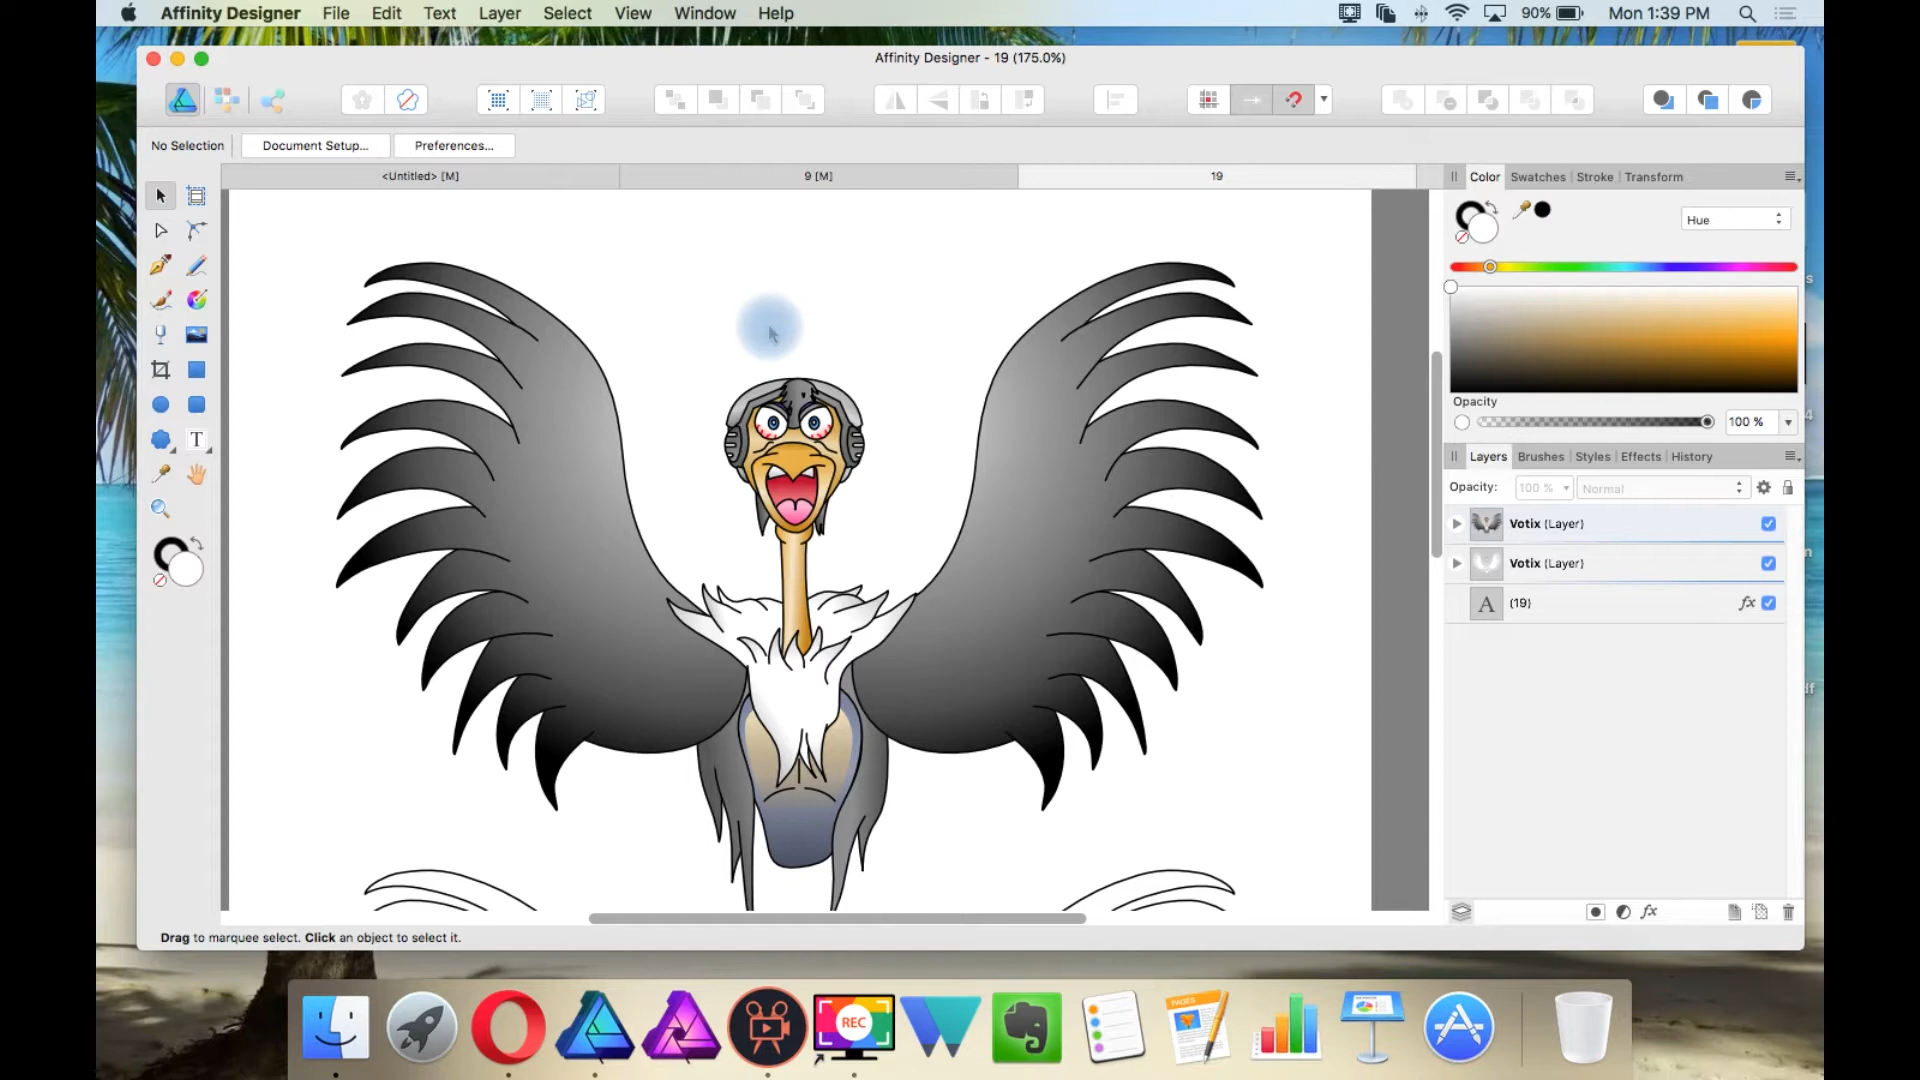 Affinity Designer File Edit Text Layer Select View Window Help 90% Mon 1:39 PM
Affinity Designer - 19 (175.0%)
No Selection Document Setup... Preferences...
<Untitled> [M] 9 [M] 19
Color Swatches Stroke Transform
Hue
T
Opacity
100 %
Layers Brushes Styles Effects History
Opacity: 100 % Normal
Votix (Layer)
Votix (Layer)
A (19) fx
fx
Drag to marquee select. Click an object to select it.
REC
PAGES